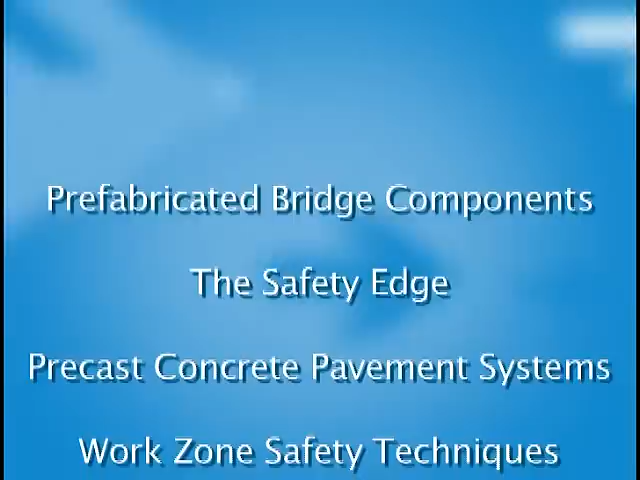 Prefabricated Bridge Components
The Safety Edge
Precast Concrete Pavement Systems
Work Zone Safety Techniques